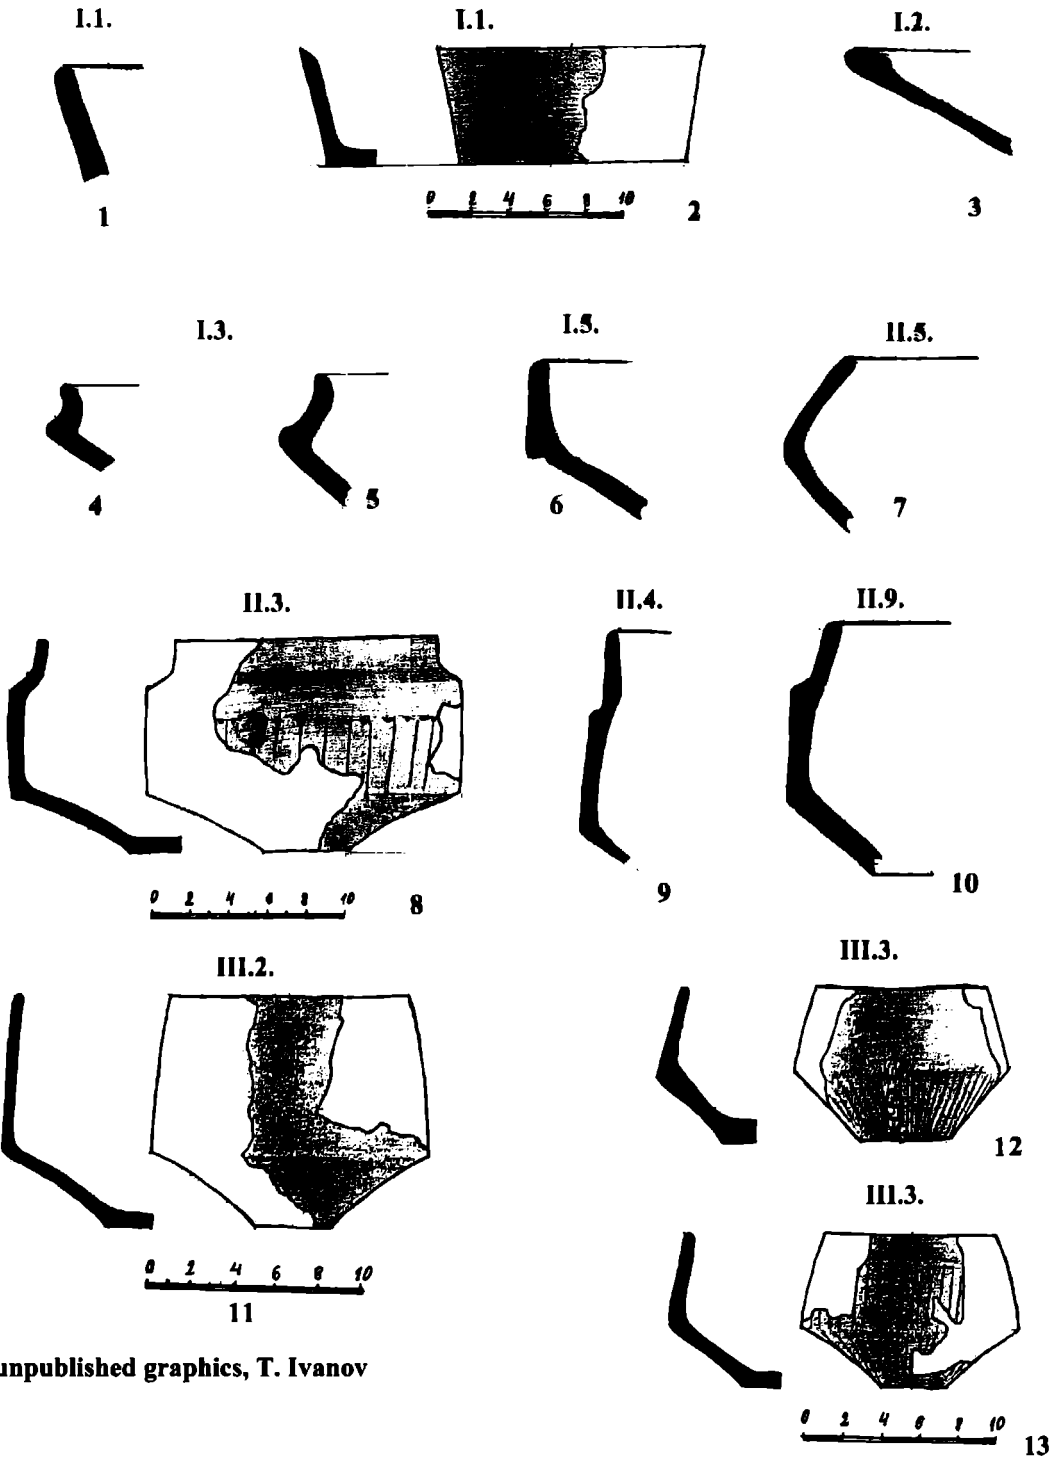 I.1.
I.1.
I.2.
1
0 2 4 6 8 10
2
3
I.3.
I.5.
II.5.
4
5
6
7
II.3.
II.4.
II.9.
0 2 4 6 8 10
8
9
10
III.2.
III.3.
12
0 2 4 6 8 10
11
III.3.
unpublished graphics, T. Ivanov
0 2 4 6 8 10
13